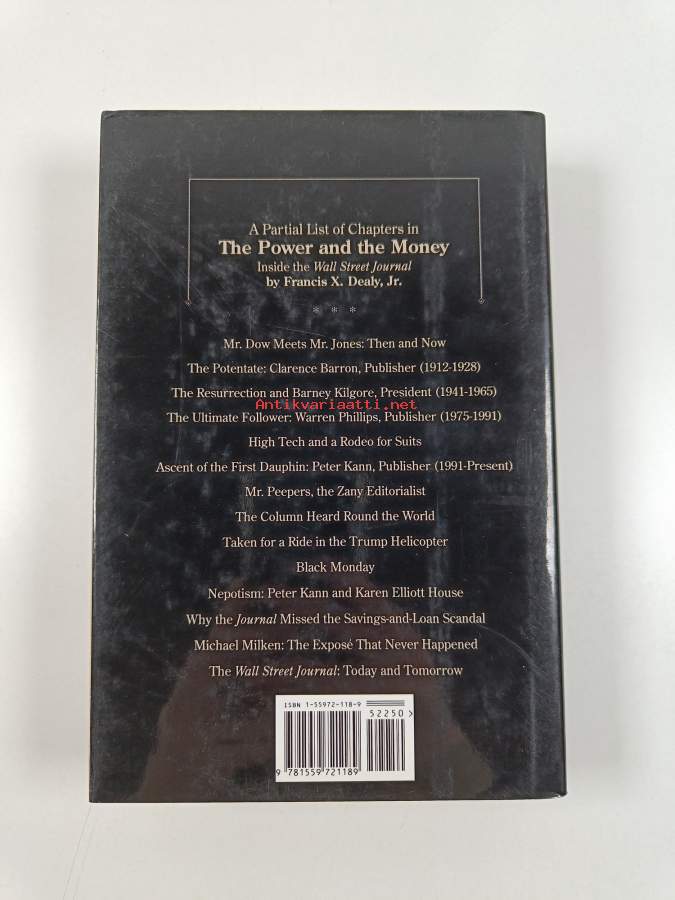 A Partial List of Chapters in
The Power and the Money
Inside the Wall Street Journal
by Francis X. Dealy, Jr.
* * *
Mr. Dow Meets Mr. Jones: Then and Now
The Potentate: Clarence Barron, Publisher (1912-1928)
The Resurrection and Barney Kilgore, President (1941-1965)
Antikvariaatti.net
The Ultimate Follower: Warren Phillips, Publisher (1975-1991)
High Tech and a Rodeo for Suits
Ascent of the First Dauphin: Peter Kann, Publisher (1991-Present)
Mr. Peepers, the Zany Editorialist
The Column Heard Round the World
Taken for a Ride in the Trump Helicopter
Black Monday
Nepotism: Peter Kann and Karen Elliott House
Why the Journal Missed the Savings-and-Loan Scandal
Michael Milken: The Exposé That Never Happened
The Wall Street Journal: Today and Tomorrow
ISBN 1-55972-118-9
52250>
9 781559 721189